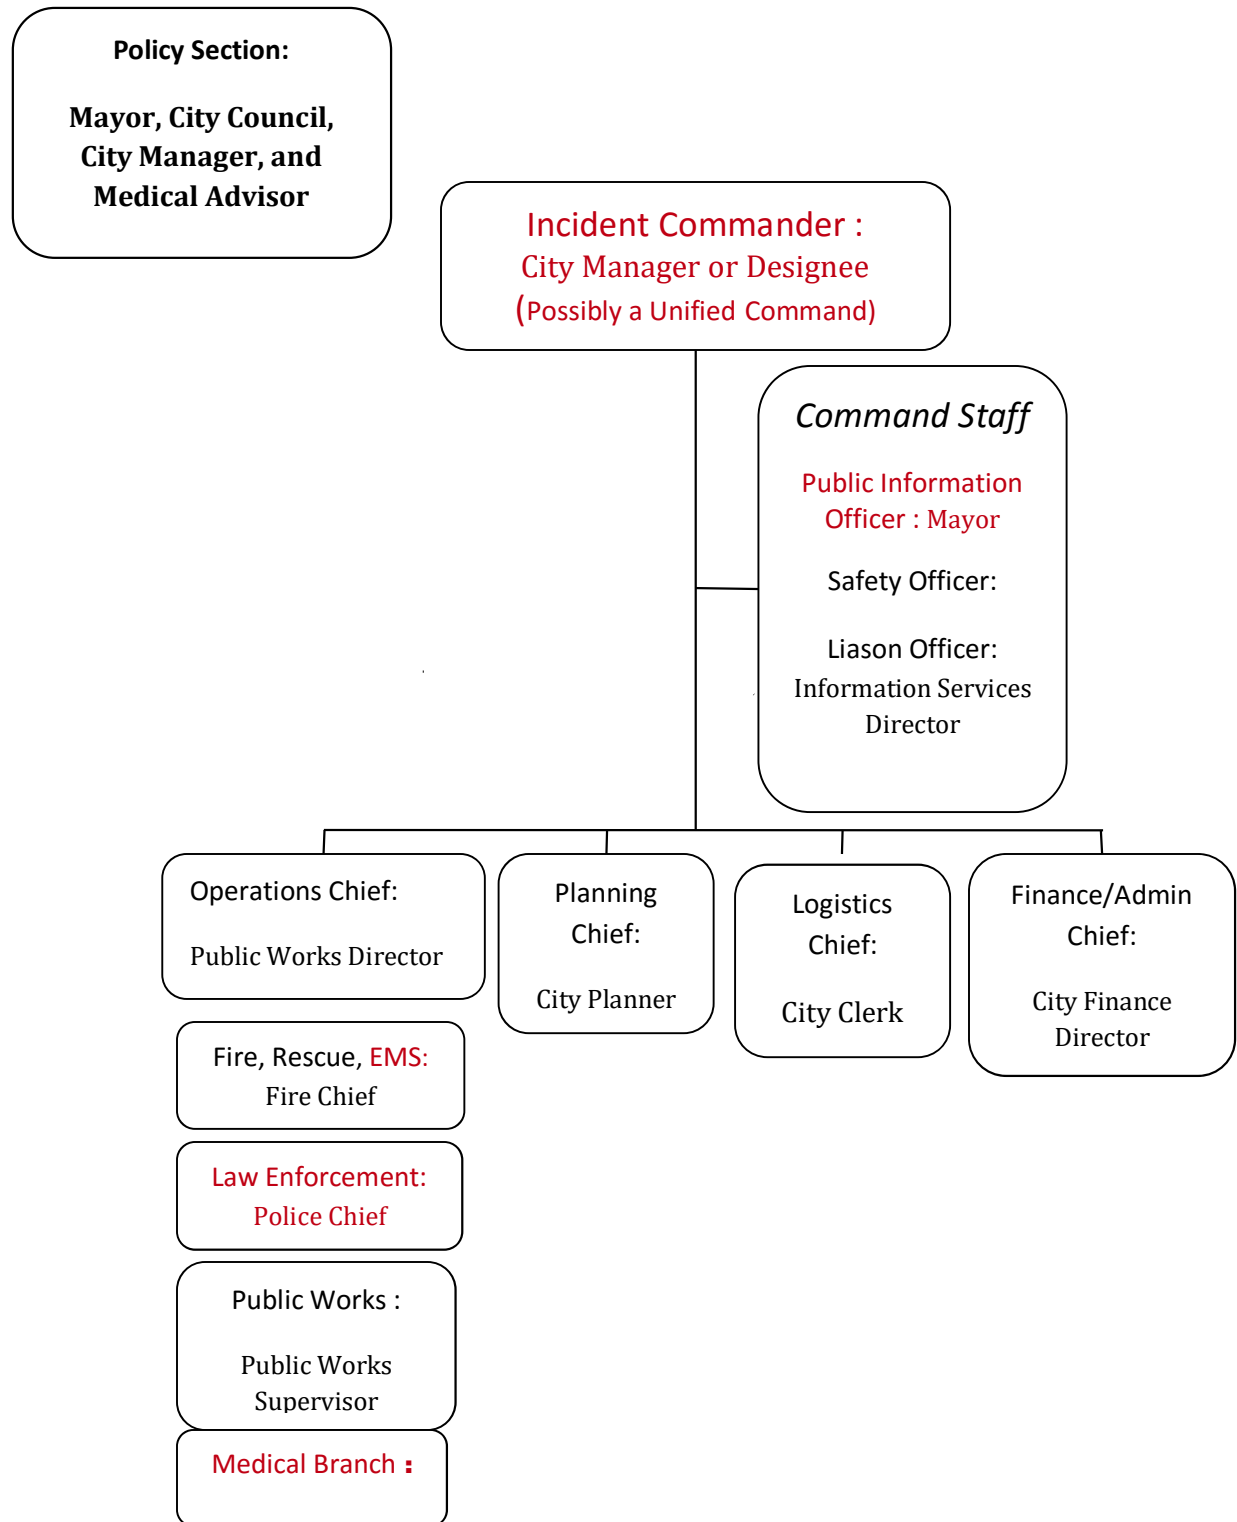 Policy Section:
Mayor, City Council,
City Manager, and
Medical Advisor
Incident Commander :
City Manager or Designee
(Possibly a Unified Command)
Command Staff
Public Information
Officer : Mayor
Safety Officer:
Liason Officer:
Information Services
Director
Operations Chief:
Public Works Director
Planning
Chief:
City Planner
Logistics
Chief:
City Clerk
Finance/Admin
Chief:
City Finance
Director
Fire, Rescue, EMS:
Fire Chief
Law Enforcement:
Police Chief
Public Works :
Public Works
Supervisor
Medical Branch :